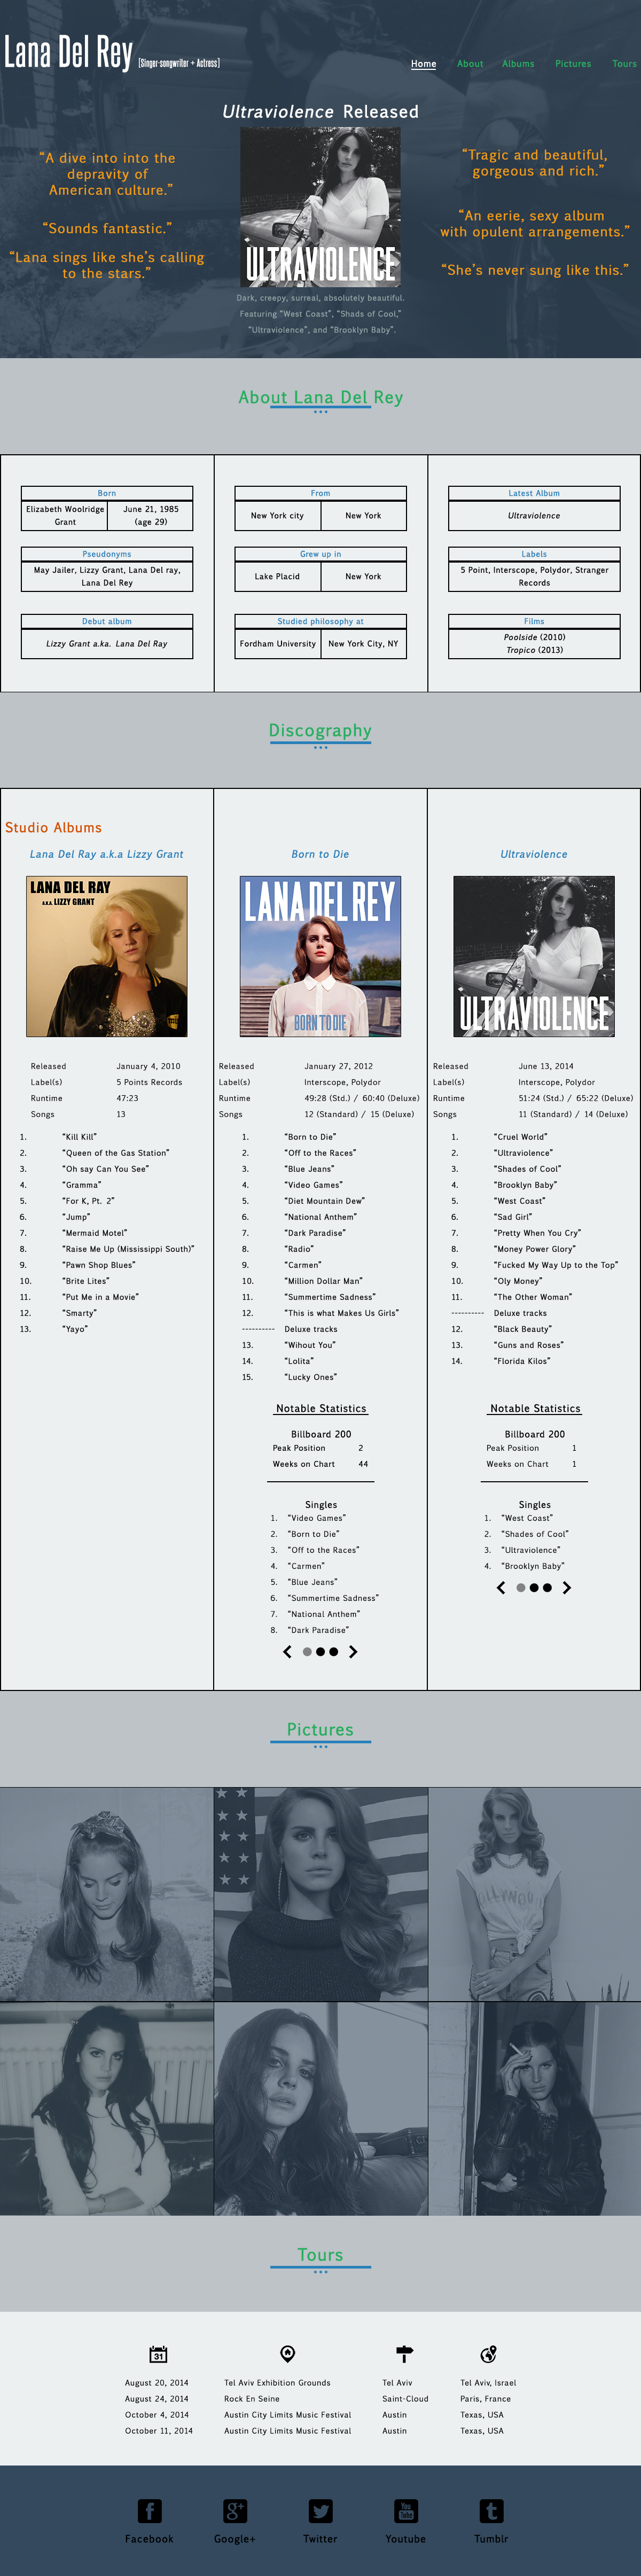 Lana Del Rey [Singer-songwriter + Actress]
Home About Albums Pictures Tours
Ultraviolence Released
“A dive into into the
depravity of
American culture.”
“Sounds fantastic.”
“Lana sings like she’s calling
to the stars.”
ULTRAVIOLENCE
“Tragic and beautiful,
gorgeous and rich.”
“An eerie, sexy album
with opulent arrangements.”
“She’s never sung like this.”
Dark, creepy, surreal, absolutely beautiful.
Featuring “West Coast”, “Shads of Cool,”
“Ultraviolence”, and “Brooklyn Baby”.
About Lana Del Rey
Born
Elizabeth Woolridge
Grant
June 21, 1985
(age 29)
Pseudonyms
May Jailer, Lizzy Grant, Lana Del ray,
Lana Del Rey
Debut album
Lizzy Grant a.ka. Lana Del Ray
From
New York city
New York
Grew up in
Lake Placid
New York
Studied philosophy at
Fordham University
New York City, NY
Latest Album
Ultraviolence
Labels
5 Point, Interscope, Polydor, Stranger
Records
Films
Poolside (2010)
Tropico (2013)
Discography
Studio Albums
Lana Del Ray a.k.a Lizzy Grant
LANA DEL RAY
A.K.A. LIZZY GRANT
Released January 4, 2010
Label(s) 5 Points Records
Runtime 47:23
Songs 13
1. “Kill Kill”
2. “Queen of the Gas Station”
3. “Oh say Can You See”
4. “Gramma”
5. “For K, Pt. 2”
6. “Jump”
7. “Mermaid Motel”
8. “Raise Me Up (Mississippi South)”
9. “Pawn Shop Blues”
10. “Brite Lites”
11. “Put Me in a Movie”
12. “Smarty”
13. “Yayo”
Born to Die
LANA DEL REY
BORN TO DIE
Released January 27, 2012
Label(s) Interscope, Polydor
Runtime 49:28 (Std.) / 60:40 (Deluxe)
Songs 12 (Standard) / 15 (Deluxe)
1. “Born to Die”
2. “Off to the Races”
3. “Blue Jeans”
4. “Video Games”
5. “Diet Mountain Dew”
6. “National Anthem”
7. “Dark Paradise”
8. “Radio”
9. “Carmen”
10. “Million Dollar Man”
11. “Summertime Sadness”
12. “This is what Makes Us Girls”
---------- Deluxe tracks
13. “Wihout You”
14. “Lolita”
15. “Lucky Ones”
Notable Statistics
Billboard 200
Peak Position 2
Weeks on Chart 44
Singles
1. “Video Games”
2. “Born to Die”
3. “Off to the Races”
4. “Carmen”
5. “Blue Jeans”
6. “Summertime Sadness”
7. “National Anthem”
8. “Dark Paradise”
Ultraviolence
ULTRAVIOLENCE
Released June 13, 2014
Label(s) Interscope, Polydor
Runtime 51:24 (Std.) / 65:22 (Deluxe)
Songs 11 (Standard) / 14 (Deluxe)
1. “Cruel World”
2. “Ultraviolence”
3. “Shades of Cool”
4. “Brooklyn Baby”
5. “West Coast”
6. “Sad Girl”
7. “Pretty When You Cry”
8. “Money Power Glory”
9. “Fucked My Way Up to the Top”
10. “Oly Money”
11. “The Other Woman”
---------- Deluxe tracks
12. “Black Beauty”
13. “Guns and Roses”
14. “Florida Kilos”
Notable Statistics
Billboard 200
Peak Position 1
Weeks on Chart 1
Singles
1. “West Coast”
2. “Shades of Cool”
3. “Ultraviolence”
4. “Brooklyn Baby”
Pictures
Tours
31
August 20, 2014 Tel Aviv Exhibition Grounds Tel Aviv Tel Aviv, Israel
August 24, 2014 Rock En Seine Saint-Cloud Paris, France
October 4, 2014 Austin City Limits Music Festival Austin Texas, USA
October 11, 2014 Austin City Limits Music Festival Austin Texas, USA
Facebook Google+ Twitter Youtube Tumblr